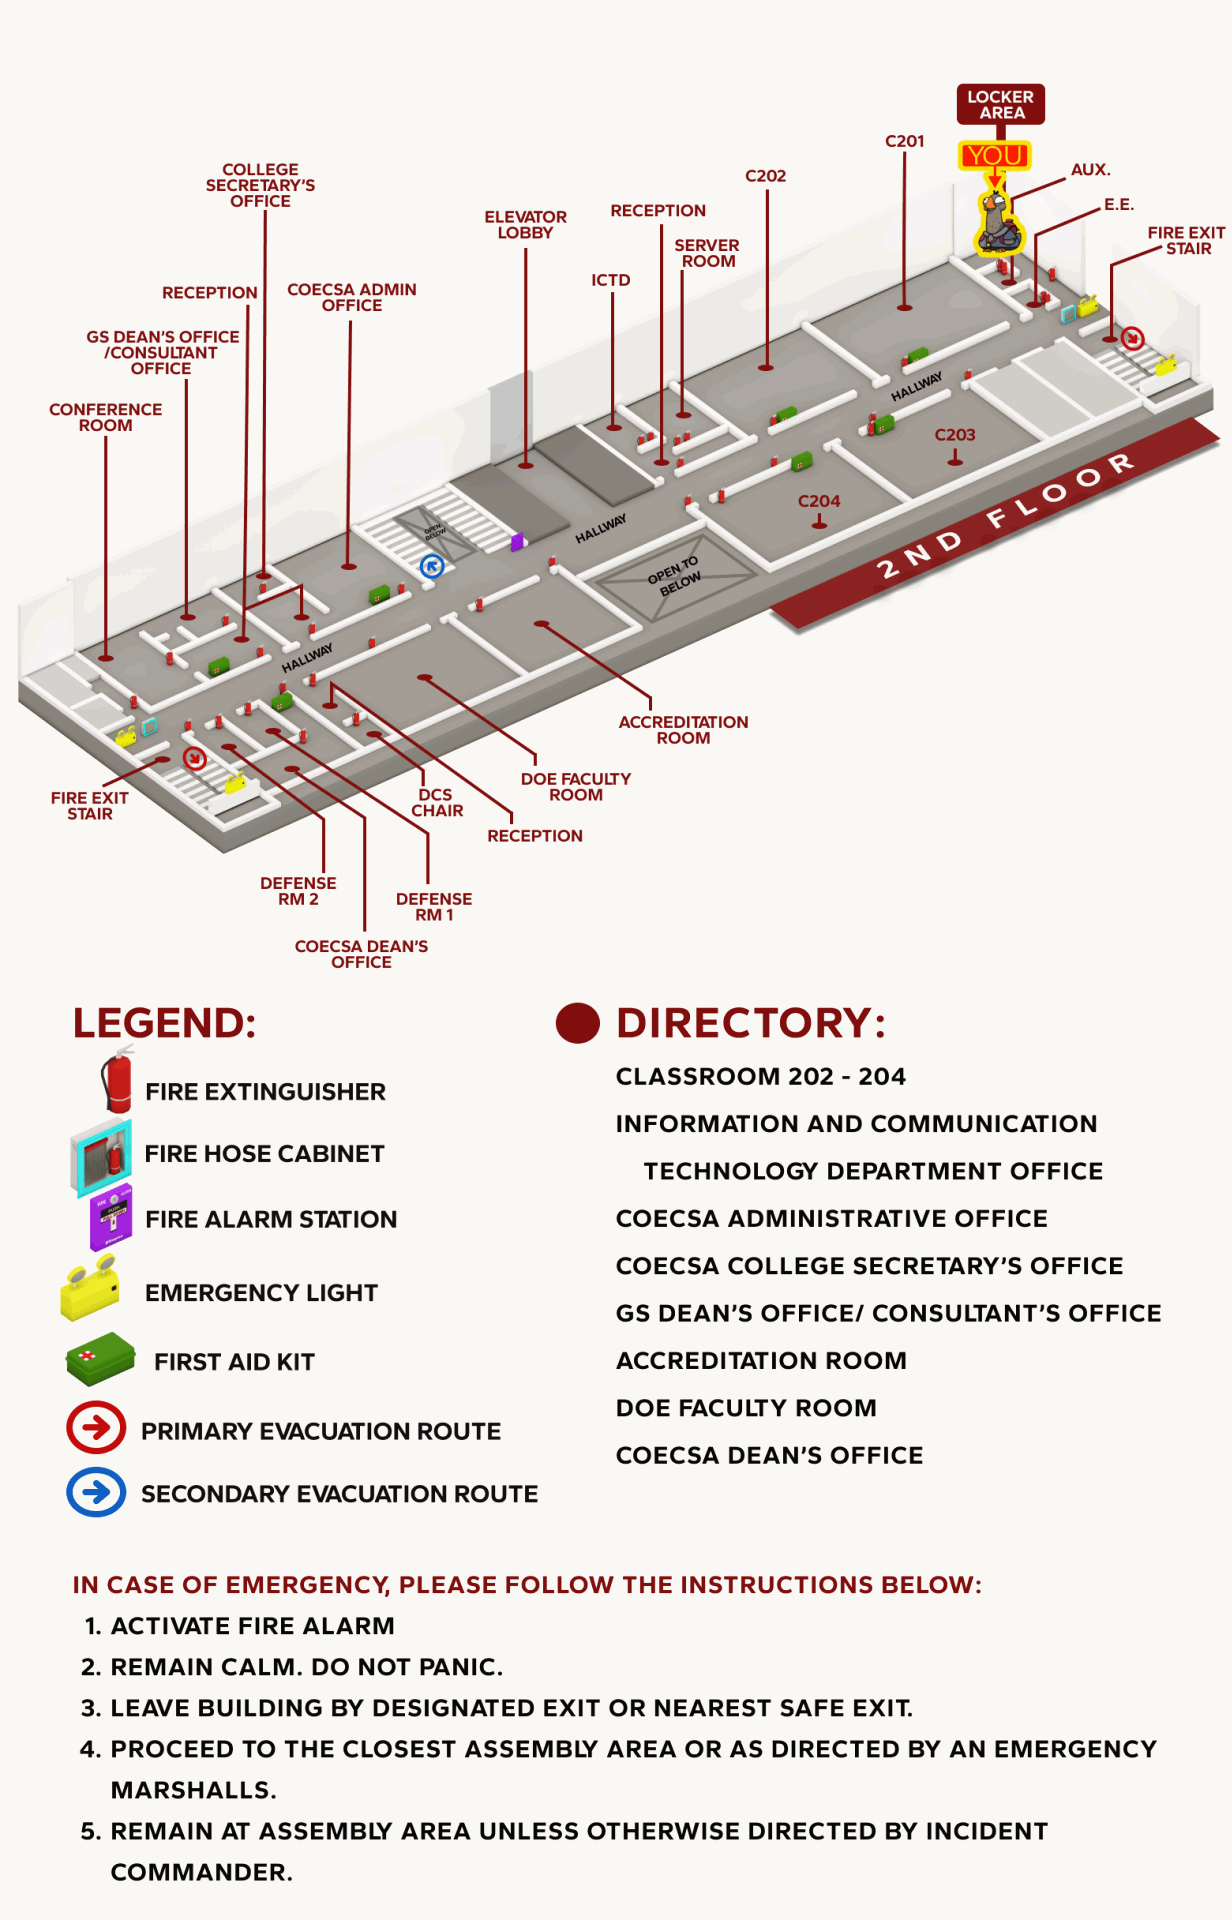 LOCKER
AREA
YOU
C201
AUX.
C202
E.E.
COLLEGE
SECRETARY'S
OFFICE
ELEVATOR
LOBBY
RECEPTION
SERVER
ROOM
FIRE EXIT
STAIR
ICTD
RECEPTION
COECSA ADMIN
OFFICE
GS DEAN'S OFFICE
/CONSULTANT
OFFICE
CONFERENCE
ROOM
HALLWAY
C203
C204
2ND FLOOR
OPEN
BELOW
HALLWAY
OPEN TO
BELOW
HALLWAY
ACCREDITATION
ROOM
DOE FACULTY
ROOM
FIRE EXIT
STAIR
DCS
CHAIR
RECEPTION
DEFENSE
RM 2
DEFENSE
RM 1
COECSA DEAN'S
OFFICE
LEGEND:
FIRE EXTINGUISHER
FIRE HOSE CABINET
FIRE ALARM STATION
EMERGENCY LIGHT
FIRST AID KIT
PRIMARY EVACUATION ROUTE
SECONDARY EVACUATION ROUTE
DIRECTORY:
CLASSROOM 202 - 204
INFORMATION AND COMMUNICATION
TECHNOLOGY DEPARTMENT OFFICE
COECSA ADMINISTRATIVE OFFICE
COECSA COLLEGE SECRETARY'S OFFICE
GS DEAN'S OFFICE/ CONSULTANT'S OFFICE
ACCREDITATION ROOM
DOE FACULTY ROOM
COECSA DEAN'S OFFICE
IN CASE OF EMERGENCY, PLEASE FOLLOW THE INSTRUCTIONS BELOW:
1. ACTIVATE FIRE ALARM
2. REMAIN CALM. DO NOT PANIC.
3. LEAVE BUILDING BY DESIGNATED EXIT OR NEAREST SAFE EXIT.
4. PROCEED TO THE CLOSEST ASSEMBLY AREA OR AS DIRECTED BY AN EMERGENCY
MARSHALLS.
5. REMAIN AT ASSEMBLY AREA UNLESS OTHERWISE DIRECTED BY INCIDENT
COMMANDER.